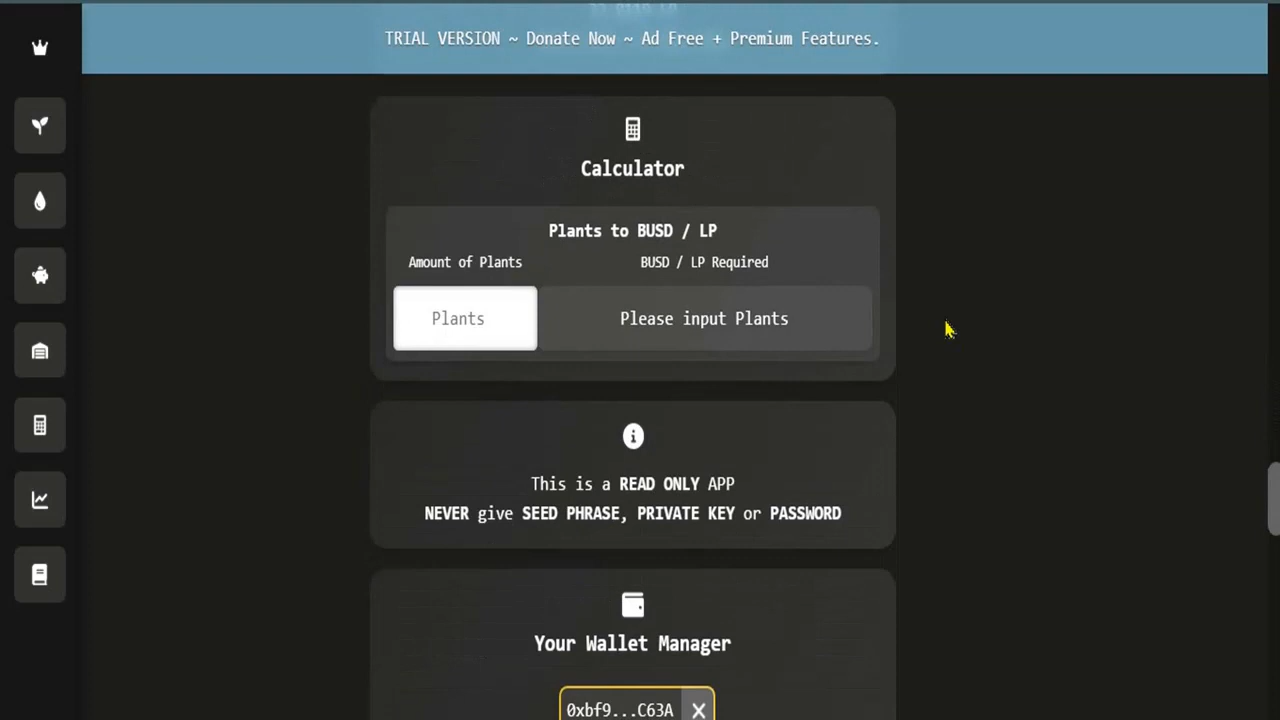 TRIAL VERSION ~ Donate Now ~ Ad Free + Premium Features.
Calculator
Plants to BUSD / LP
Amount of Plants BUSD / LP Required
Plants Please input Plants
This is a READ ONLY APP
NEVER give SEED PHRASE, PRIVATE KEY or PASSWORD
Your Wallet Manager
0xbf9...C63A X